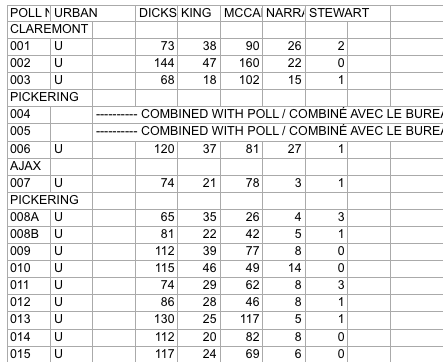 POLL N URBAN DICKS KING MCCA NARRA STEWART
CLAREMONT
001 U 73 38 90 26 2
002 U 144 47 160 22 0
003 U 68 18 102 15 1
PICKERING
004 ---------- COMBINED WITH POLL / COMBINÉ AVEC LE BUREA
005 ---------- COMBINED WITH POLL / COMBINÉ AVEC LE BUREA
006 U 120 37 81 27 1
AJAX
007 U 74 21 78 3 1
PICKERING
008A U 65 35 26 4 3
008B U 81 22 42 5 1
009 U 112 39 77 8 0
010 U 115 46 49 14 0
011 U 74 29 62 8 3
012 U 86 28 46 8 1
013 U 130 25 117 5 1
014 U 112 20 82 8 0
015 U 117 24 69 6 0